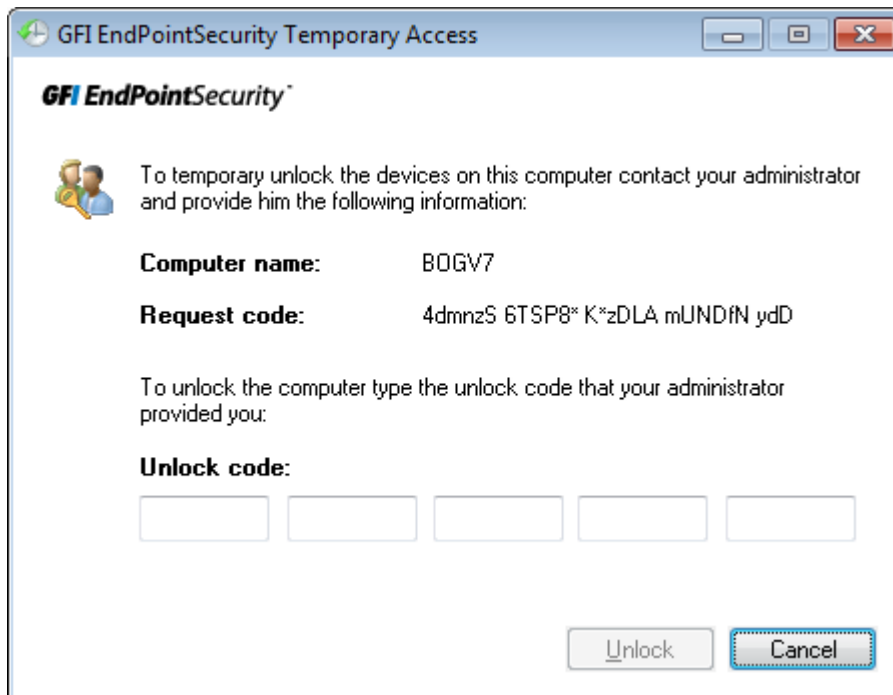 GFI EndPointSecurity Temporary Access
GFI EndPointSecurity™
To temporary unlock the devices on this computer contact your administrator
and provide him the following information:
Computer name: BOGV7
Request code: 4dmnzS 6TSP8* K*zDLA mUNDfN ydD
To unlock the computer type the unlock code that your administrator
provided you:
Unlock code:
Unlock Cancel